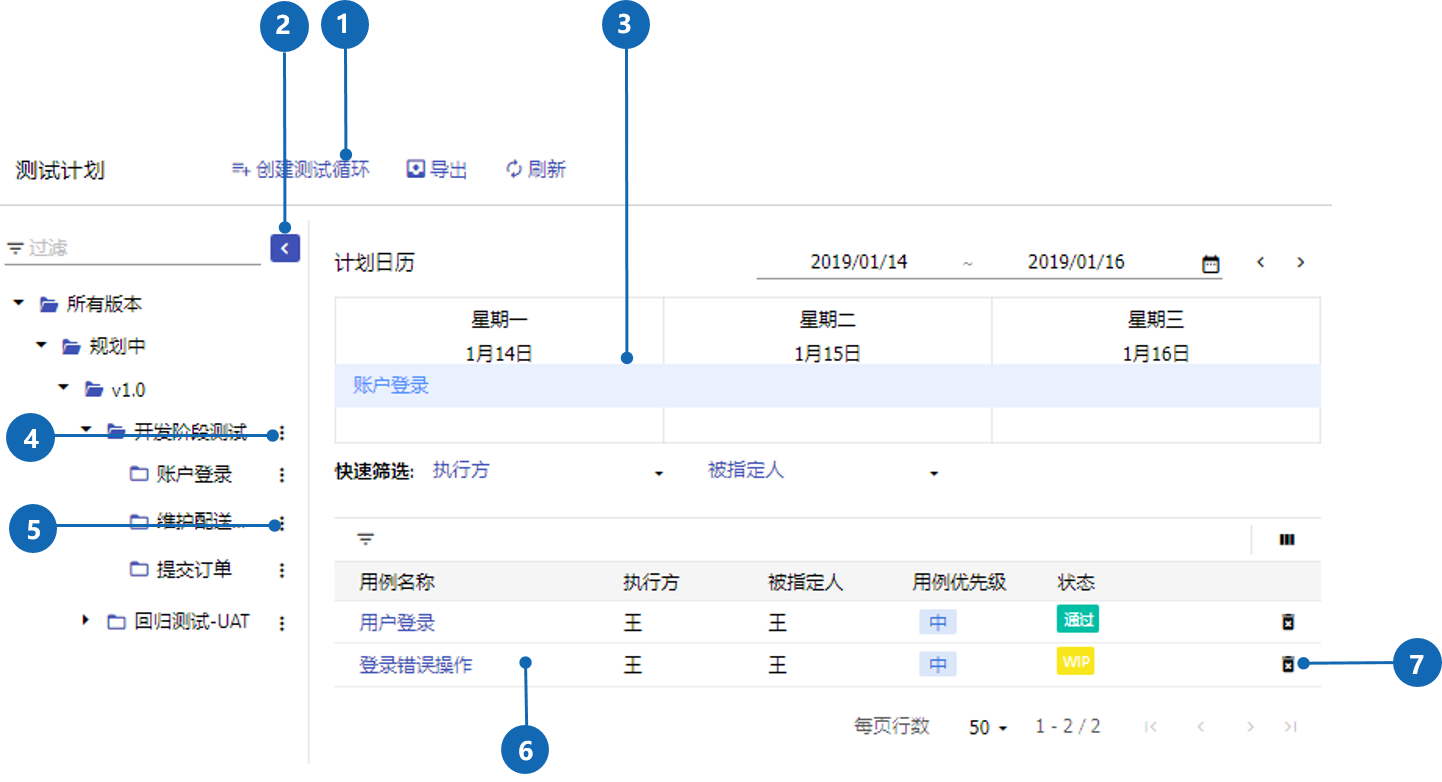 2 1 3
测试计划 创建测试循环 导出 刷新
过滤
计划日历 2019/01/14 ~ 2019/01/16
所有版本
规划中
v1.0
4 开发阶段测试
账户登录
5 维护配送...
提交订单
回归测试-UAT
星期一 星期二 星期三
1月14日 1月15日 1月16日
账户登录
快速筛选: 执行方 被指定人
用例名称 执行方 被指定人 用例优先级 状态
用户登录 王 王 中 通过
登录错误操作 王 王 中 WIP
7
6
每页行数 50 1 - 2 / 2